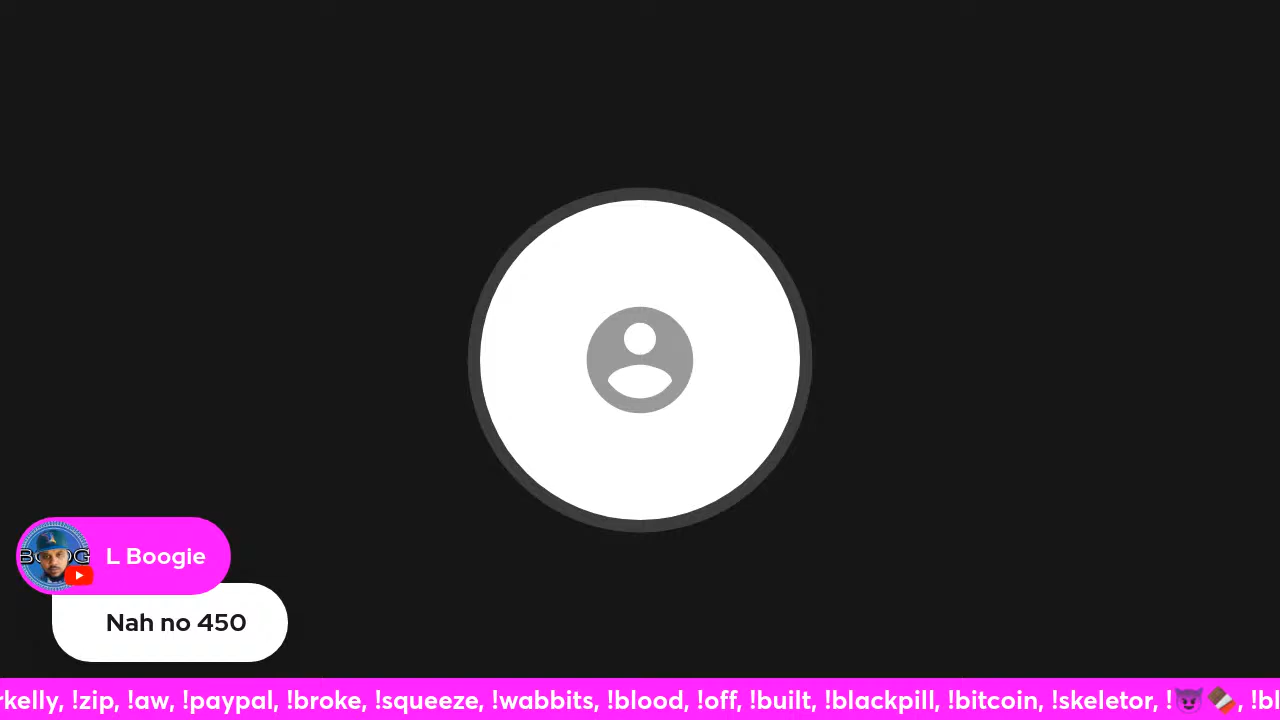 BOOG
L Boogie
Nah no 450
rkelly, !zip, !aw, !paypal, !broke, !squeeze, !wabbits, !blood, !off, !built, !blackpill, !bitcoin, !skeletor, !😈🍫, !bl